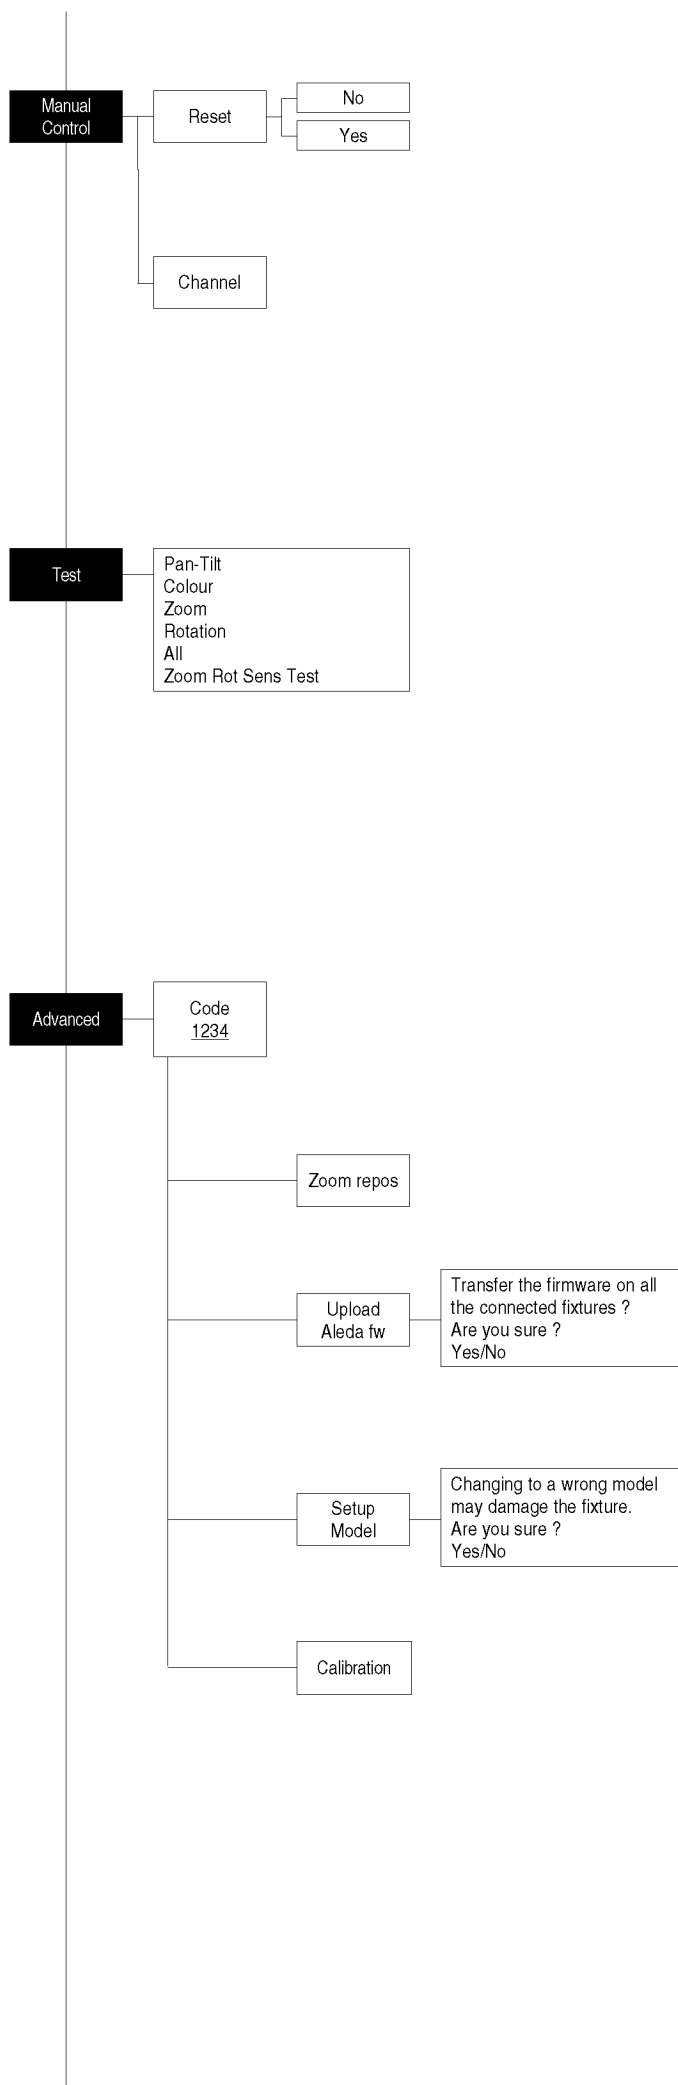 Manual
Control
Reset
No
Yes
Channel
Test
Pan-Tilt
Colour
Zoom
Rotation
All
Zoom Rot Sens Test
Advanced
Code
1234
Zoom repos
Upload
Aleda fw
Transfer the firmware on all
the connected fixtures ?
Are you sure ?
Yes/No
Setup
Model
Changing to a wrong model
may damage the fixture.
Are you sure ?
Yes/No
Calibration